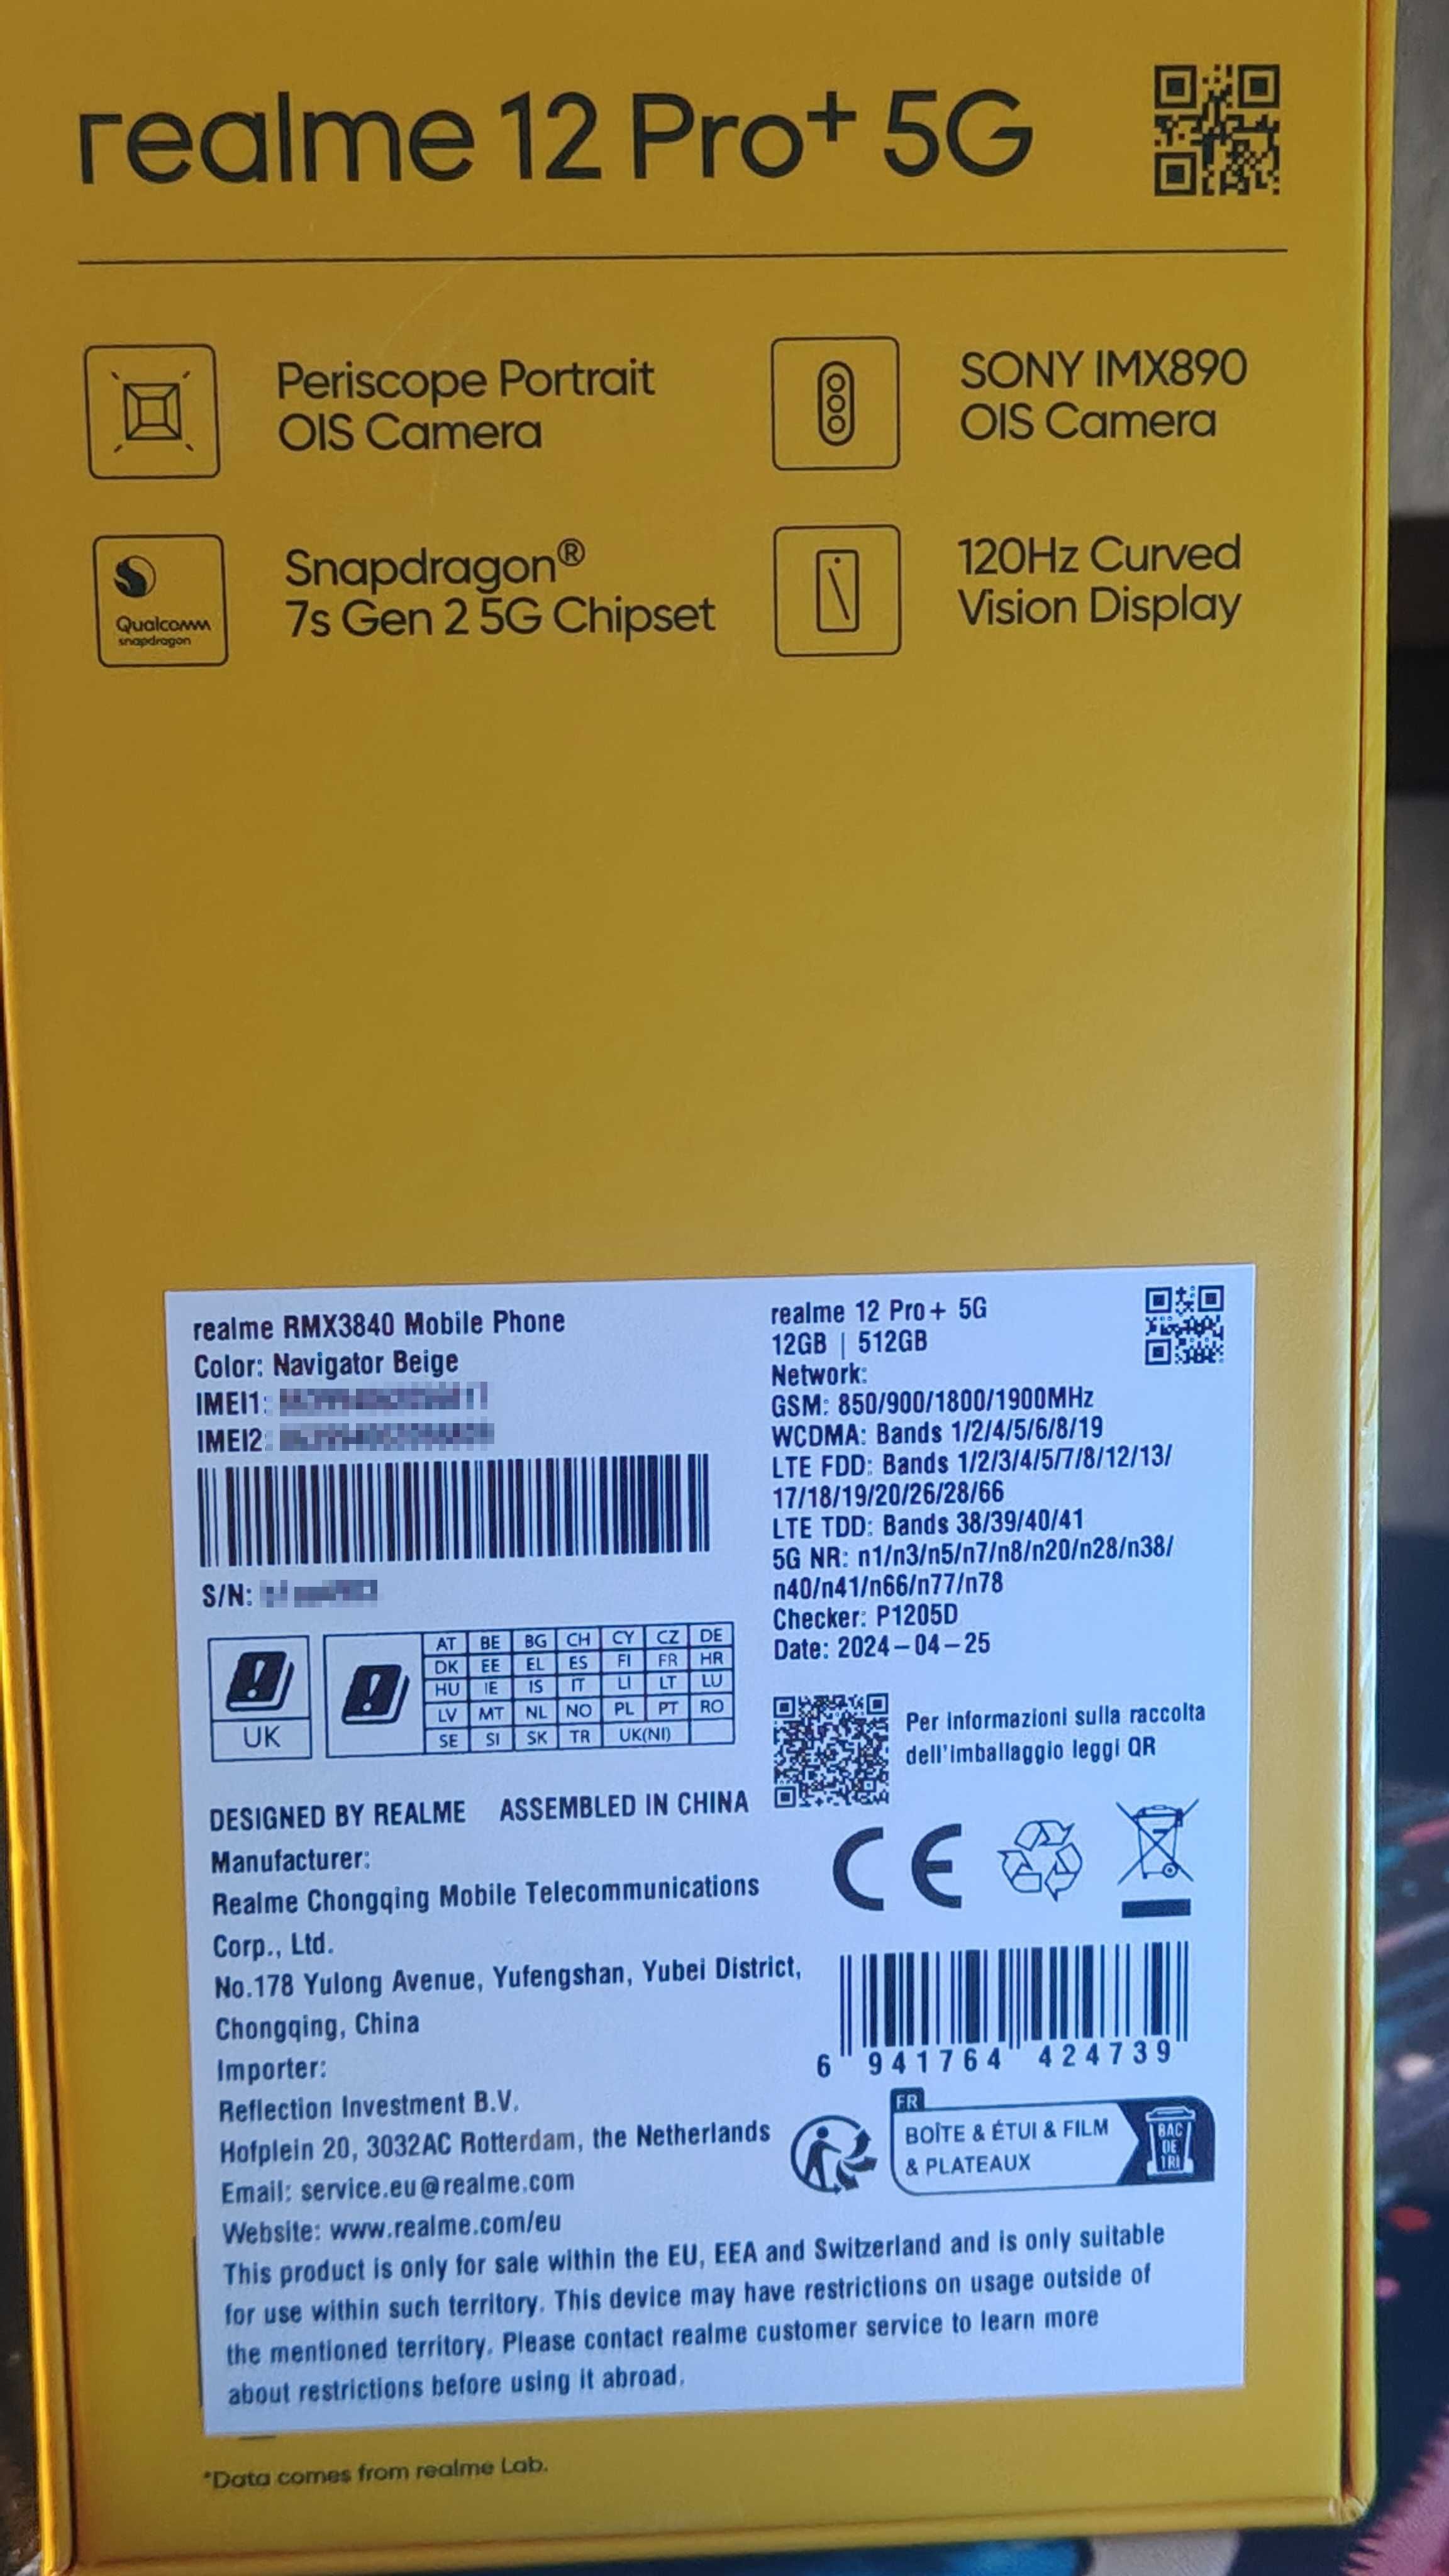 realme 12 Pro+ 5G
Periscope Portrait
OIS Camera
SONY IMX890
OIS Camera
Qualcomm
snapdragon
Snapdragon®
7s Gen 2 5G Chipset
120Hz Curved
Vision Display
realme RMX3840 Mobile Phone
Color: Navigator Beige
IMEI1:
IMEI2:
S/N:
UK
AT BE BG CH CY CZ DE
DK EE EL ES FI FR HR
HU IE IS IT LI LT LU
LV MT NL NO PL PT RO
SE SI SK TR UK(NI)
DESIGNED BY REALME ASSEMBLED IN CHINA
Manufacturer:
Realme Chongqing Mobile Telecommunications
Corp., Ltd.
No.178 Yulong Avenue, Yufengshan, Yubei District,
Chongqing, China
Importer:
Reflection Investment B.V.
Hofplein 20, 3032AC Rotterdam, the Netherlands
Email: service.eu@realme.com
Website: www.realme.com/eu
realme 12 Pro+ 5G
12GB | 512GB
Network:
GSM: 850/900/1800/1900MHz
WCDMA: Bands 1/2/4/5/6/8/19
LTE FDD: Bands 1/2/3/4/5/7/8/12/13/
17/18/19/20/26/28/66
LTE TDD: Bands 38/39/40/41
5G NR: n1/n3/n5/n7/n8/n20/n28/n38/
n40/n41/n66/n77/n78
Checker: P1205D
Date: 2024-04-25
Per informazioni sulla raccolta
dell'imballaggio leggi QR
CE
6 941764 424739
FR
BOÎTE & ÉTUI & FILM
& PLATEAUX
BAC
DE
TRI
This product is only for sale within the EU, EEA and Switzerland and is only suitable
for use within such territory. This device may have restrictions on usage outside of
the mentioned territory. Please contact realme customer service to learn more
about restrictions before using it abroad.
*Data comes from realme Lab.